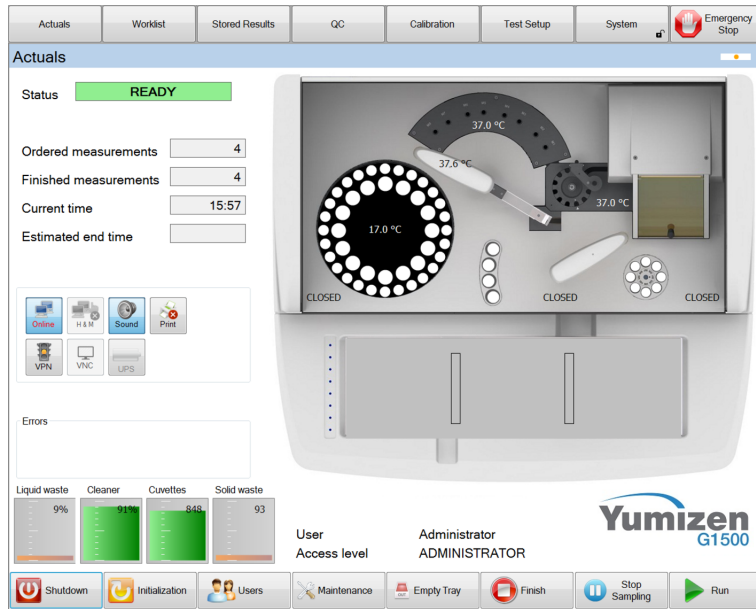 Actuals
Worklist
Stored Results
QC
Calibration
Test Setup
System
Emergency
Stop
Actuals
Status
READY
Ordered measurements
4
Finished measurements
4
Current time
15:57
Estimated end time
37.0 °C
37,6 °C
37.0 °C
17.0 °C
CLOSED
CLOSED
CLOSED
Online
H & M
Sound
Print
VPN
VNC
UPS
Errors
Liquid waste
Cleaner
Cuvettes
Solid waste
9%
91%
848
93
User
Administrator
Access level
ADMINISTRATOR
Yumizen
G1500
Shutdown
Initialization
Users
Maintenance
Empty Tray
Finish
Stop
Sampling
Run